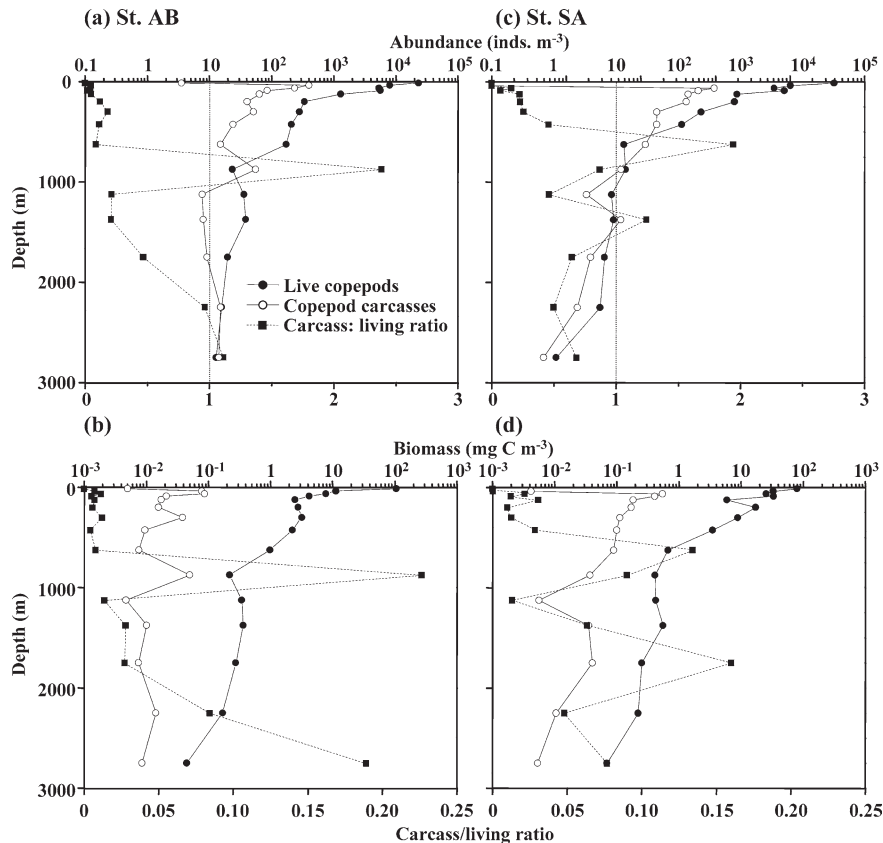 (a) St. AB
(c) St. SA
Abundance (inds. m⁻³)
0.1 1 10 10² 10³ 10⁴ 10⁵
0.1 1 10 10² 10³ 10⁴ 10⁵
0
1000
2000
3000
Depth (m)
Live copepods
Copepod carcasses
Carcass: living ratio
0 1 2 3
0 1 2 3
(b)
(d)
Biomass (mg C m⁻³)
10⁻³ 10⁻² 10⁻¹ 1 10 10² 10³
10⁻³ 10⁻² 10⁻¹ 1 10 10² 10³
0
1000
2000
3000
Depth (m)
0 0.05 0.10 0.15 0.20 0.25
0 0.05 0.10 0.15 0.20 0.25
Carcass/living ratio